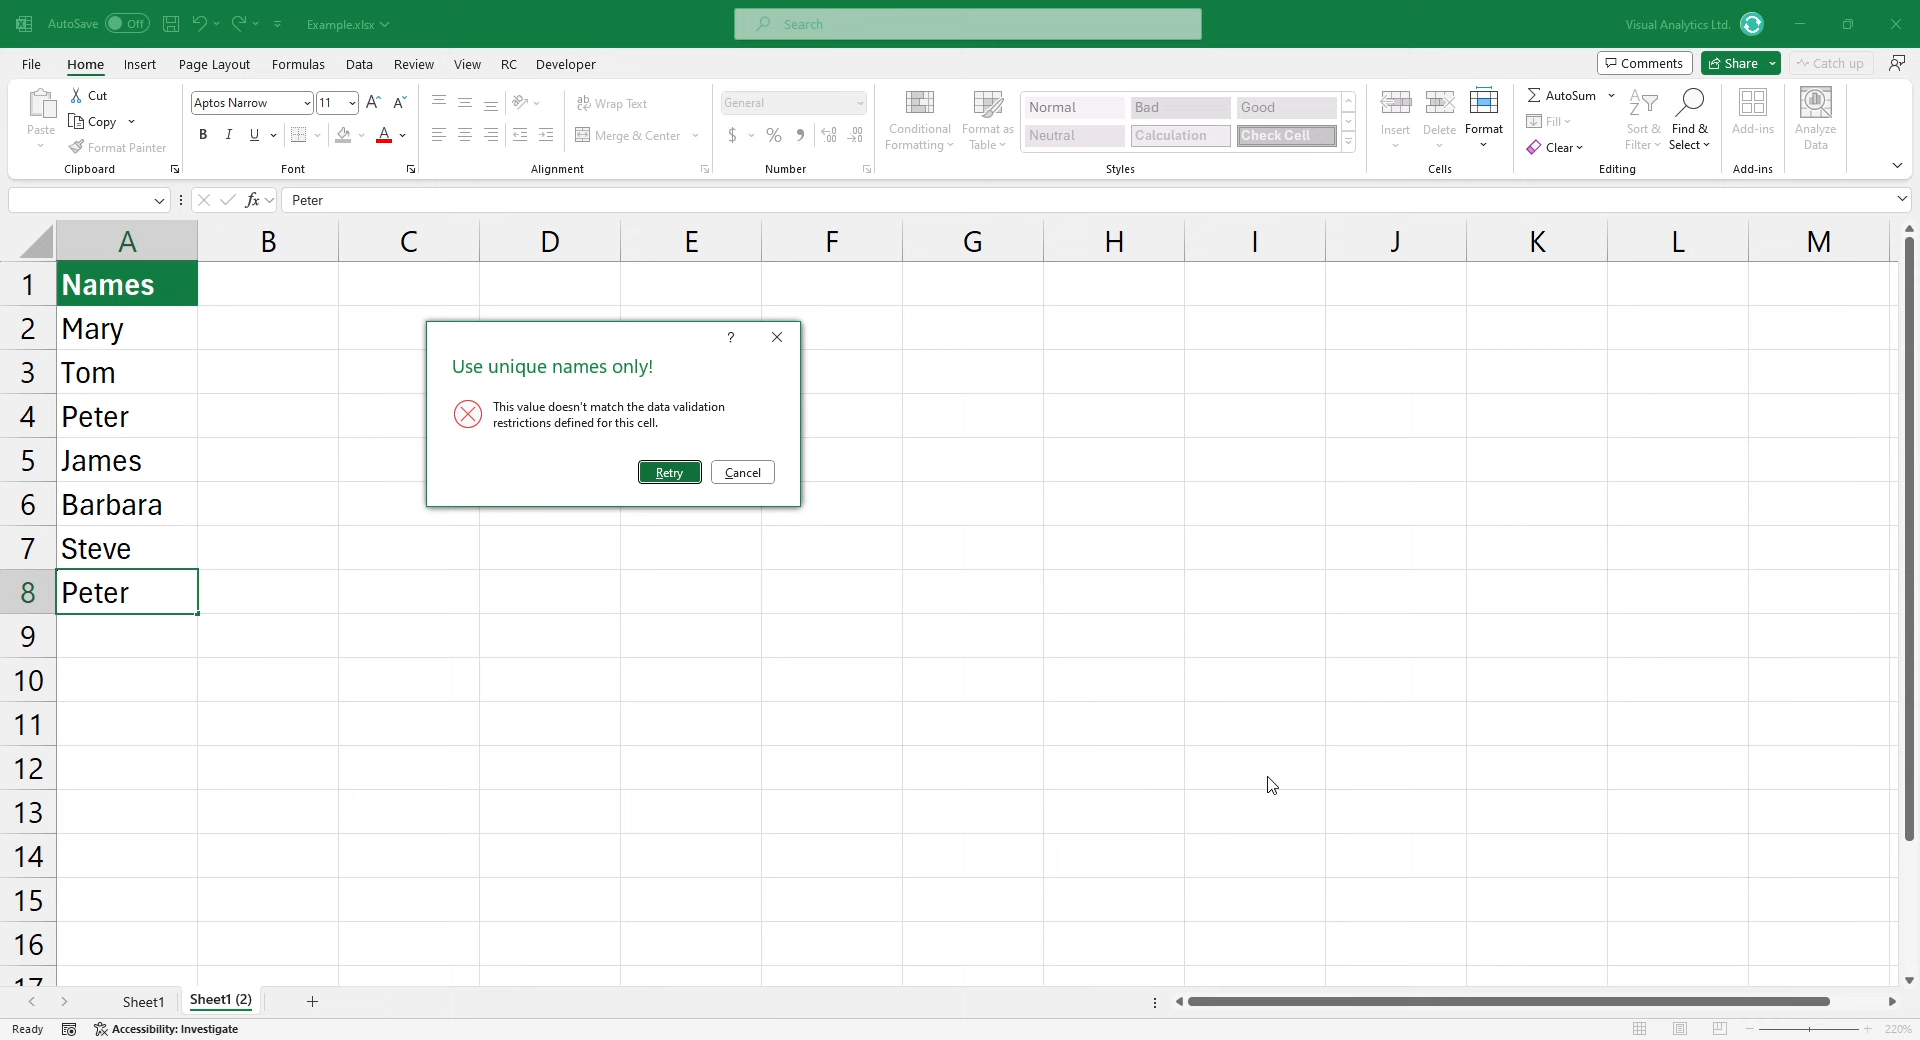 AutoSave Off Example.xlsx Search Visual Analytics Ltd.
File Home Insert Page Layout Formulas Data Review View RC Developer Comments Share Catch up
Paste Cut Copy Format Painter Clipboard
Aptos Narrow 11 A A B I U A Font
Wrap Text Merge & Center Alignment
General $ % Number
Conditional Formatting Format as Table
Normal Bad Good
Neutral Calculation Check Cell
Styles
Insert Delete Format Cells
AutoSum Fill Clear Sort & Filter Find & Select Editing
Add-ins Add-ins
Analyze Data
fx Peter
A B C D E F G H I J K L M
1 Names
2 Mary
3 Tom
4 Peter
5 James
6 Barbara
7 Steve
8 Peter
9
10
11
12
13
14
15
16
17
?
Use unique names only!
This value doesn't match the data validation
restrictions defined for this cell.
Retry Cancel
Sheet1 Sheet1 (2)
Ready Accessibility: Investigate 220%